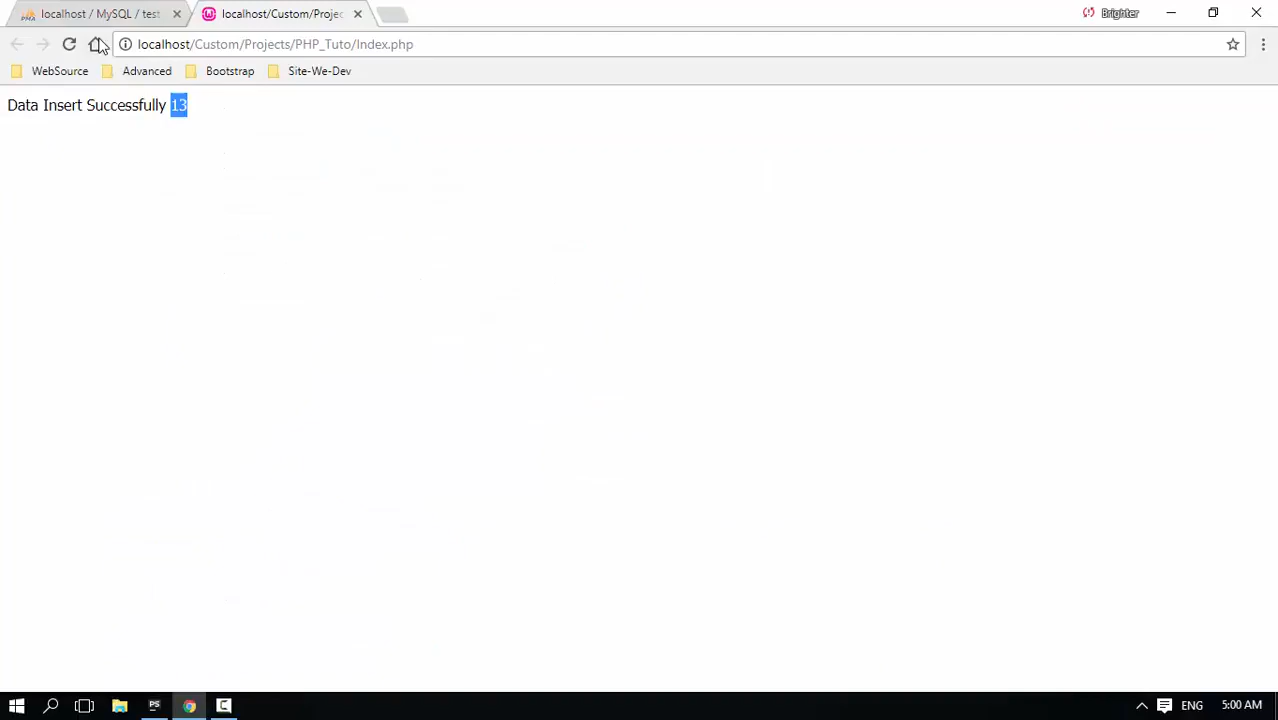 localhost / MySQL / test
localhost/Custom/Projec
Brighter
localhost/Custom/Projects/PHP_Tuto/Index.php
WebSource Advanced Bootstrap Site-We-Dev
Data Insert Successfully 13
PS ENG 5:00 AM